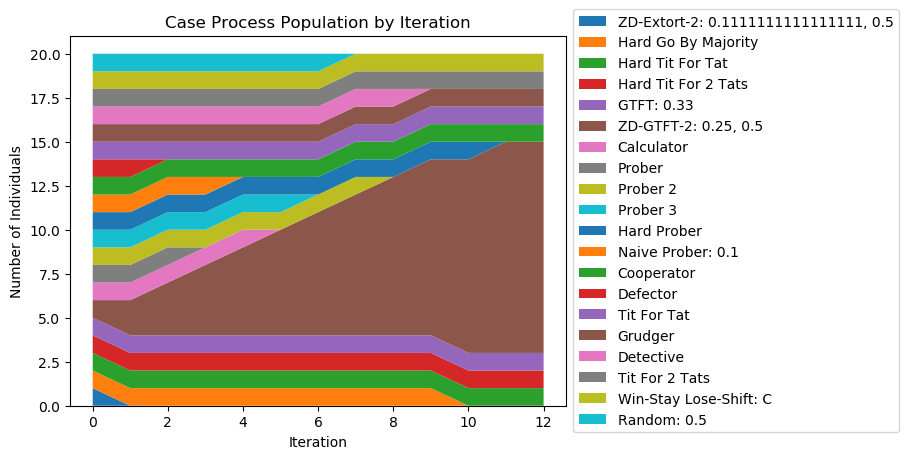 Case Process Population by Iteration
20.0
17.5
15.0
12.5
10.0
7.5
5.0
2.5
0.0
Number of Individuals
0 2 4 6 8 10 12
Iteration
ZD-Extort-2: 0.1111111111111111, 0.5
Hard Go By Majority
Hard Tit For Tat
Hard Tit For 2 Tats
GTFT: 0.33
ZD-GTFT-2: 0.25, 0.5
Calculator
Prober
Prober 2
Prober 3
Hard Prober
Naive Prober: 0.1
Cooperator
Defector
Tit For Tat
Grudger
Detective
Tit For 2 Tats
Win-Stay Lose-Shift: C
Random: 0.5